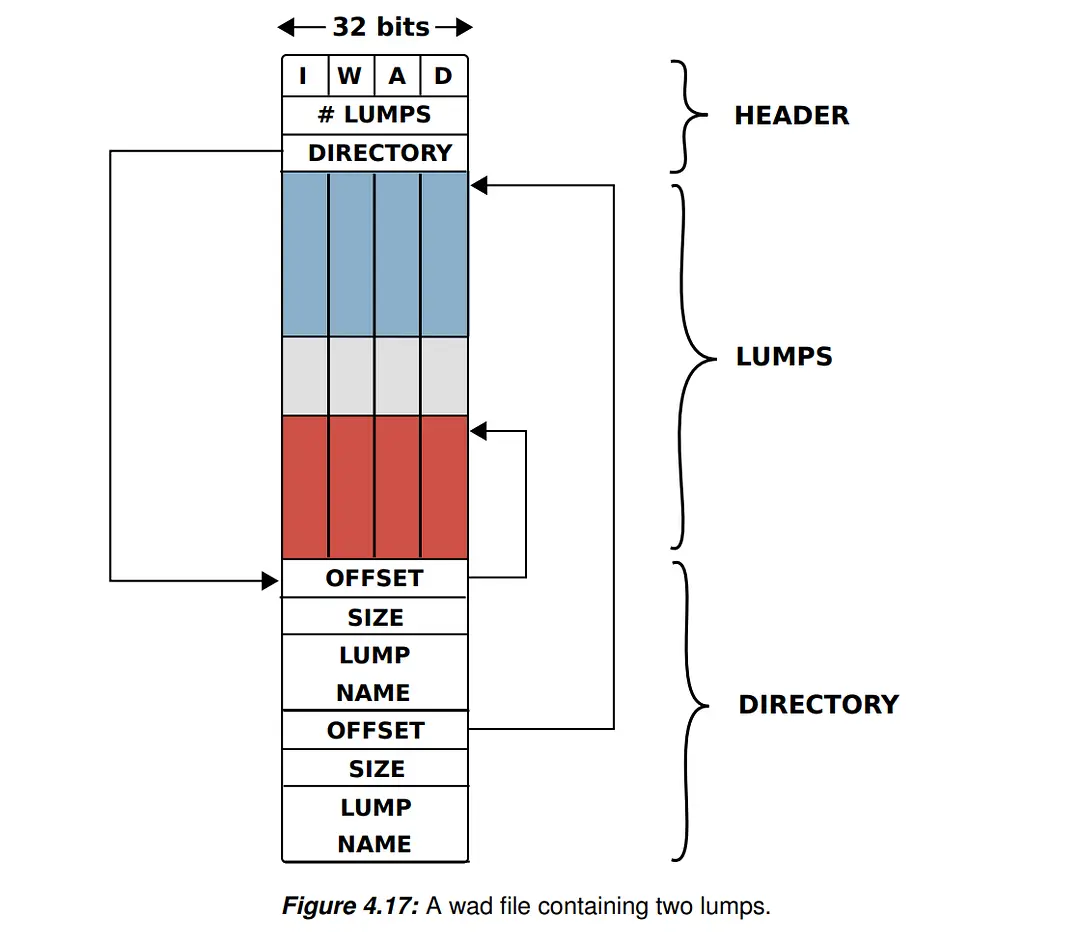 32 bits
I W A D
# LUMPS
HEADER
DIRECTORY
LUMPS
OFFSET
SIZE
LUMP
NAME
DIRECTORY
OFFSET
SIZE
LUMP
NAME
Figure 4.17: A wad file containing two lumps.